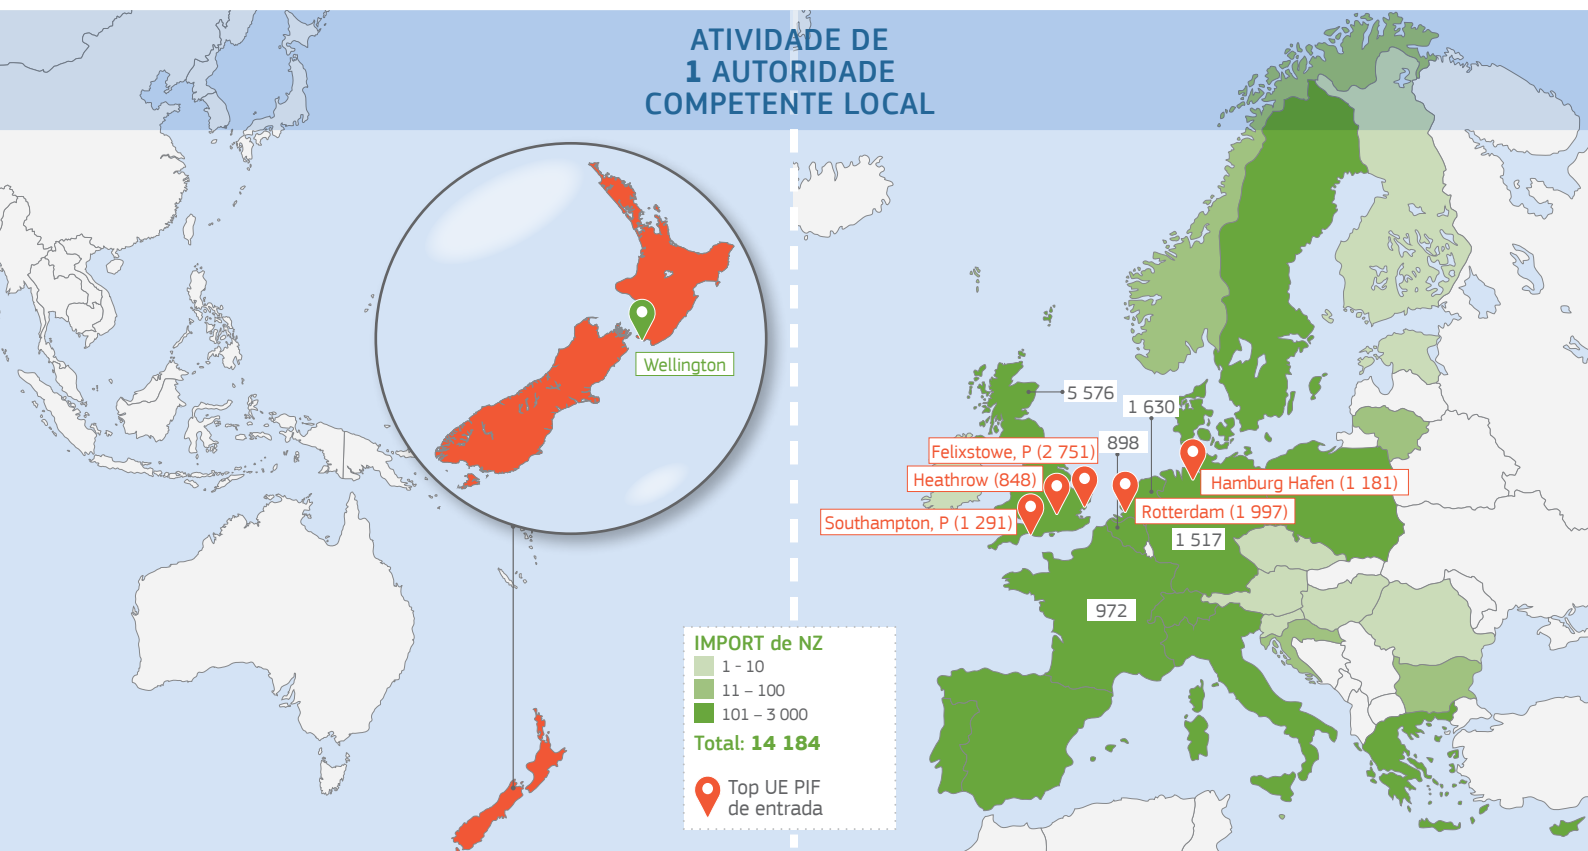 ATIVIDADE DE
1 AUTORIDADE
COMPETENTE LOCAL
Wellington
5 576
1 630
898
Felixstowe, P (2 751)
Heathrow (848)
Southampton, P (1 291)
Hamburg Hafen (1 181)
Rotterdam (1 997)
1 517
972
IMPORT de NZ
1 - 10
11 – 100
101 – 3 000
Total: 14 184
Top UE PIF
de entrada